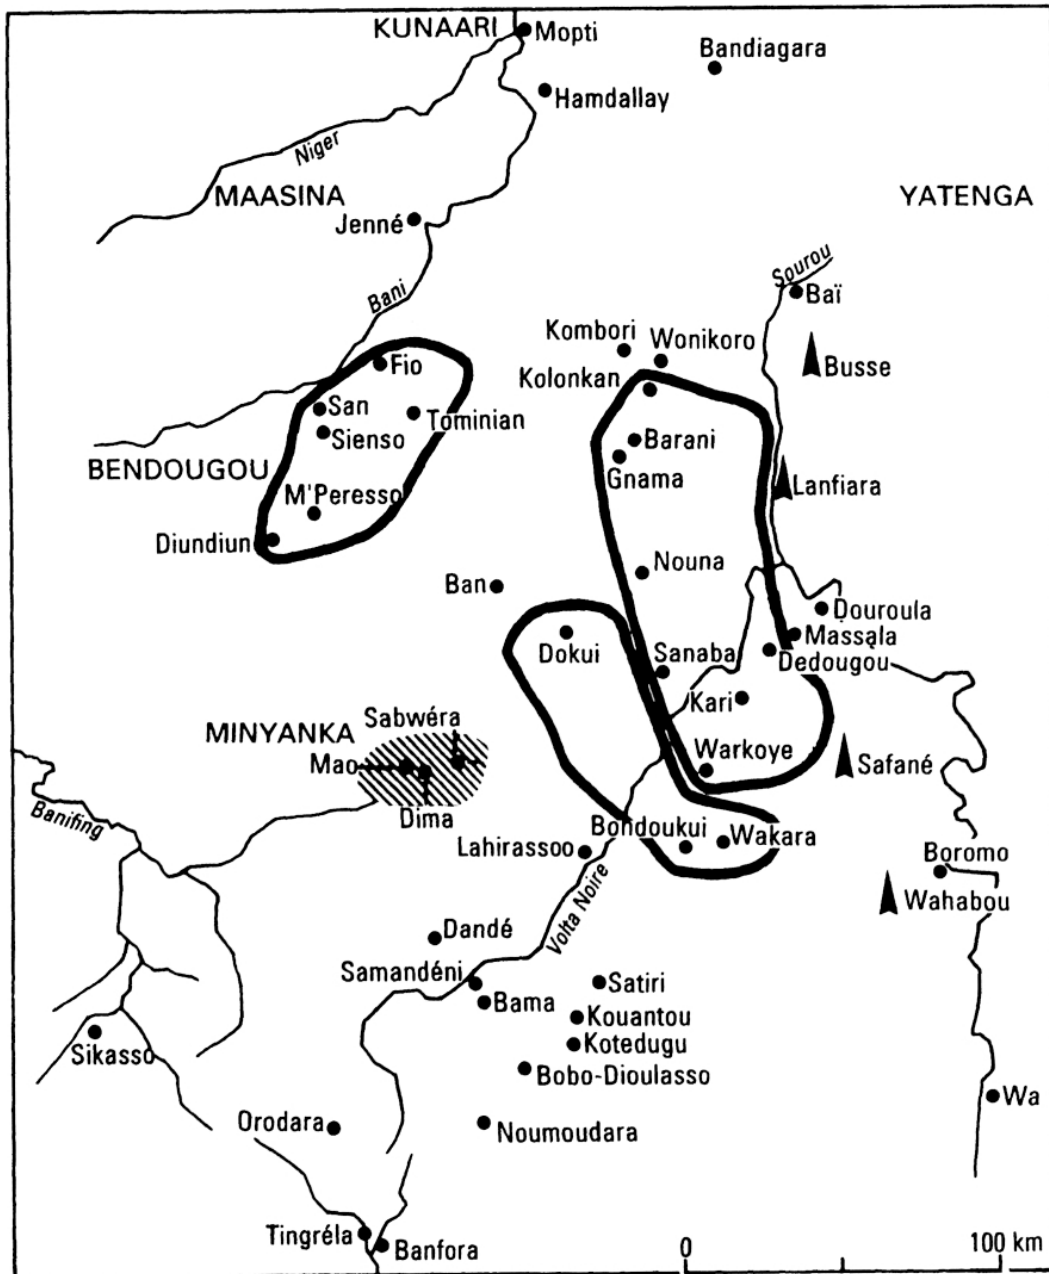 KUNAARI
Mopti
Bandiagara
Hamdallay
Niger
MAASINA
YATENGA
Jenné
Sourou
Bani
Baï
Kombori
Wonikoro
Busse
Fio
Kolonkan
San
Tominian
Sienso
Barani
BENDOUGOU
Gnama
Lanfiara
M'Peresso
Diundiun
Nouna
Ban
Douroula
Massala
Dokui
Sanaba
Dedougou
Kari
Sabwéra
MINYANKA
Warkoye
Safané
Mao
Banifing
Dima
Bondoukui
Wakara
Lahirassoo
Boromo
Volta Noire
Wahabou
Dandé
Samandéni
Satiri
Bama
Kouantou
Sikasso
Kotedugu
Bobo-Dioulasso
Wa
Orodara
Noumoudara
Tingréla
Banfora
0
100 km